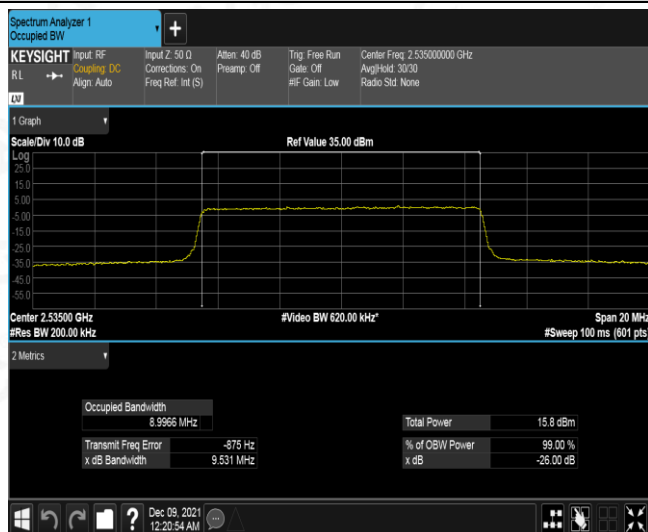 Spectrum Analyzer 1
Occupied BW
KEYSIGHT Input: RF Input Z: 50 Ω Atten: 40 dB Trig: Free Run Center Freq: 2.535000000 GHz
RL Coupling: DC Corrections: On Preamp: Off Gate: Off Avg|Hold: 30/30
Align: Auto Freq Ref: Int (S) #IF Gain: Low Radio Std: None
LXI
1 Graph
Scale/Div 10.0 dB Ref Value 35.00 dBm
Log
25.0
15.0
5.00
-5.00
-15.0
-25.0
-35.0
-45.0
-55.0
Center 2.53500 GHz #Video BW 620.00 kHz* Span 20 MHz
#Res BW 200.00 kHz #Sweep 100 ms (601 pts)
2 Metrics
Occupied Bandwidth
8.9966 MHz Total Power 15.8 dBm
Transmit Freq Error -875 Hz % of OBW Power 99.00 %
x dB Bandwidth 9.531 MHz x dB -26.00 dB
Dec 09, 2021
12:20:54 AM